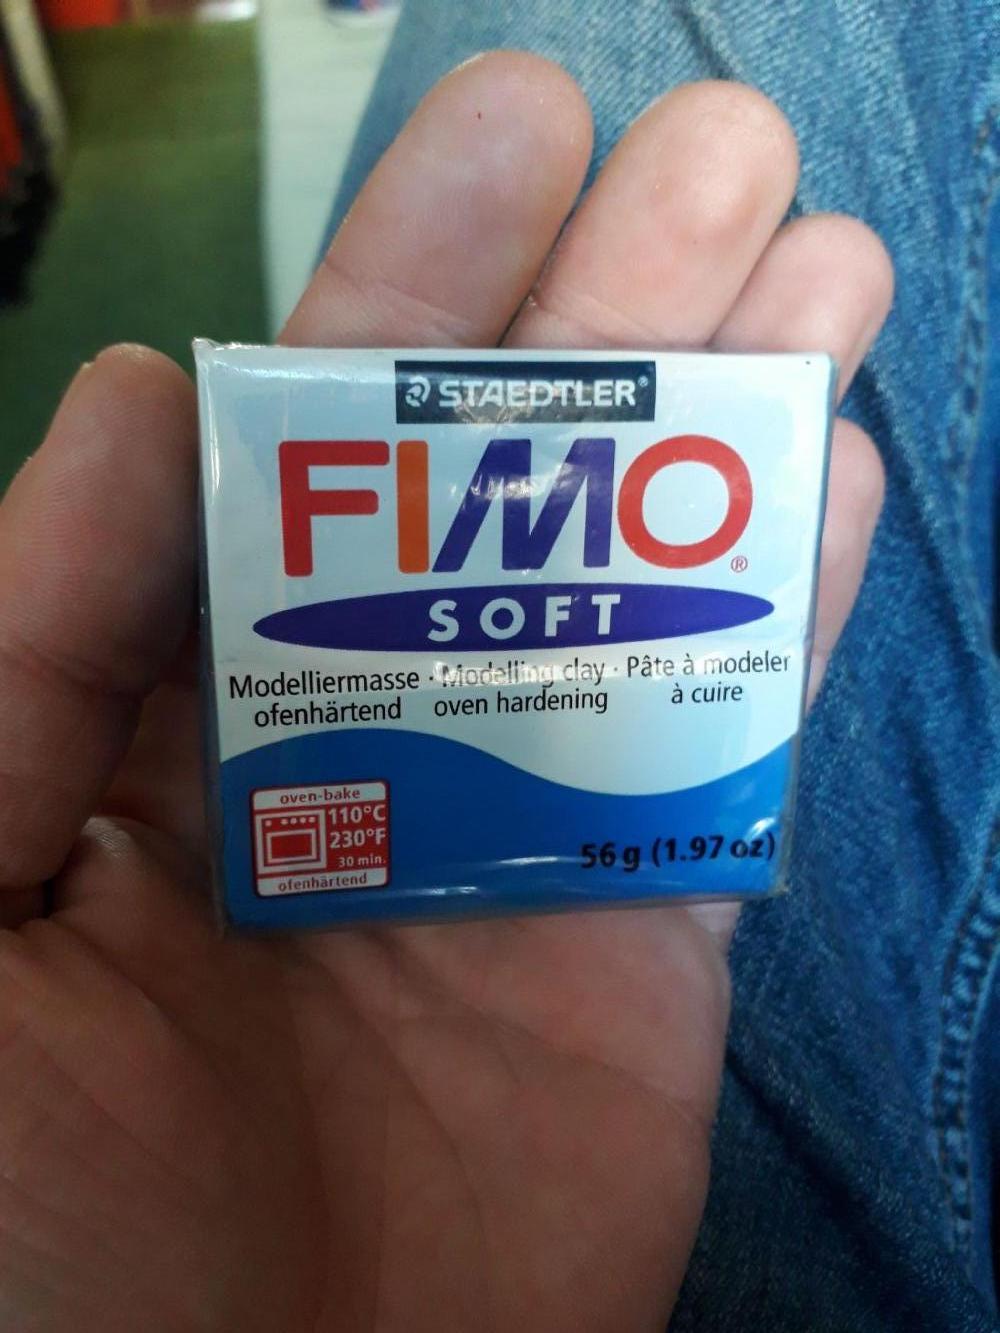 STAEDTLER®
FIMO®
SOFT
Modelliermasse · Modelling clay · Pâte à modeler
ofenhärtend oven hardening à cuire
oven-bake
110°C
230°F
30 min.
ofenhärtend
56 g (1.97 oz)